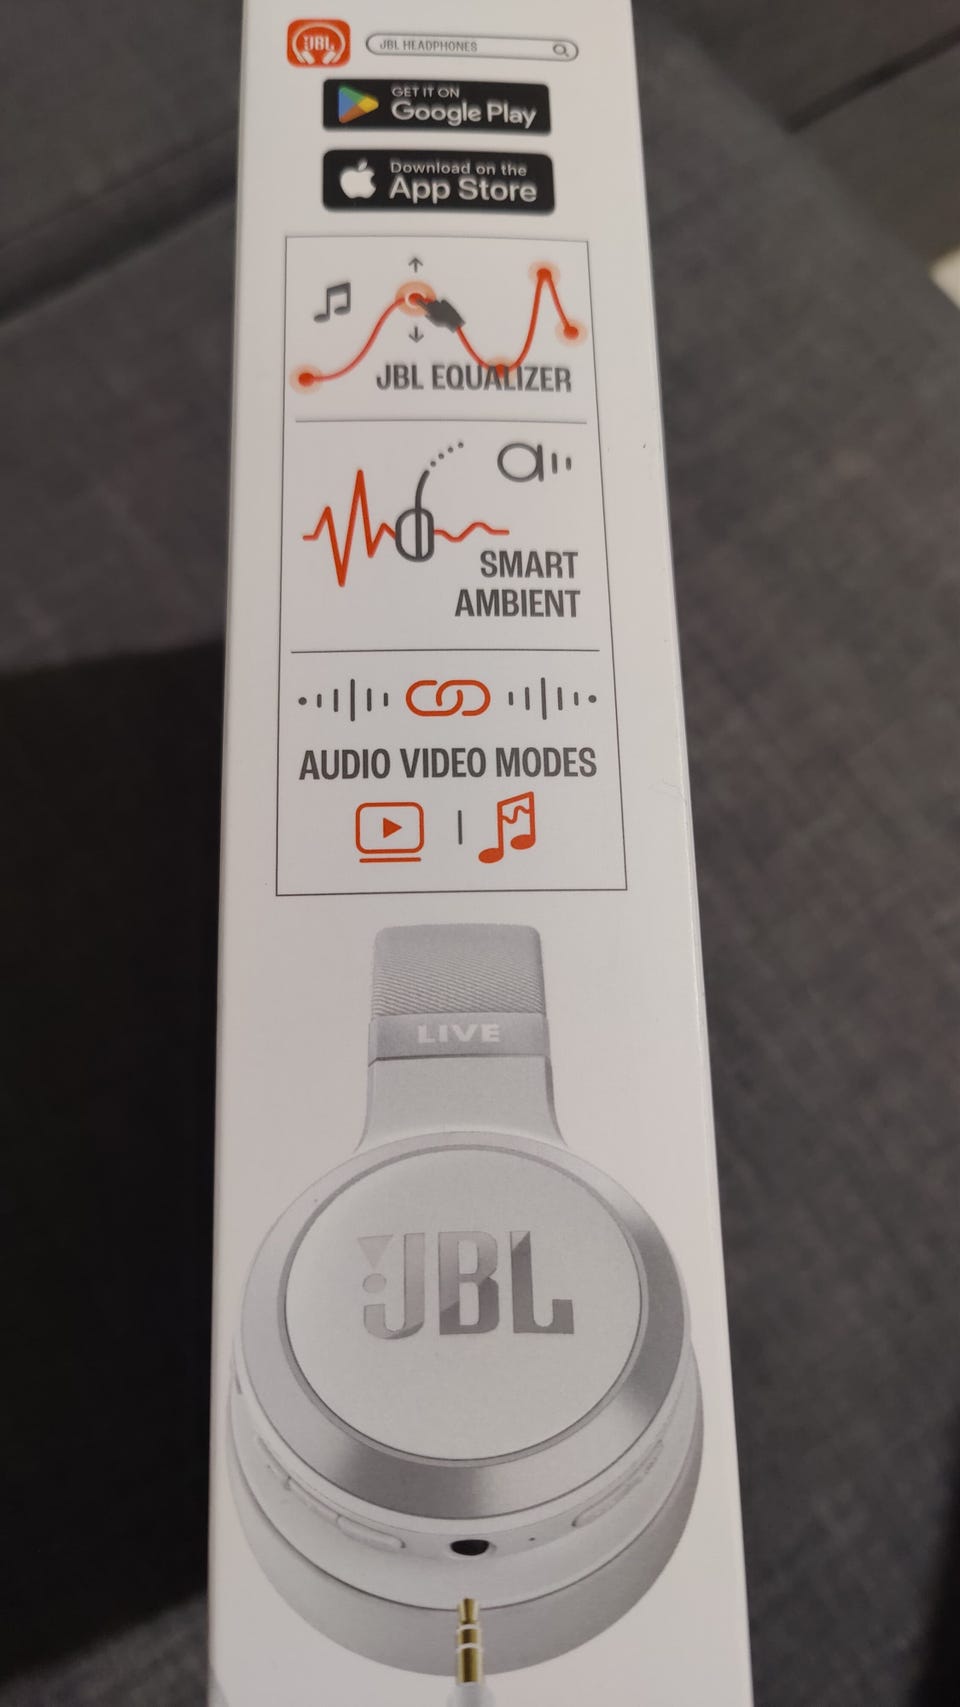 JBL
JBL HEADPHONES
GET IT ON
Google Play
Download on the
App Store
JBL EQUALIZER
SMART
AMBIENT
AUDIO VIDEO MODES
LIVE
JBL